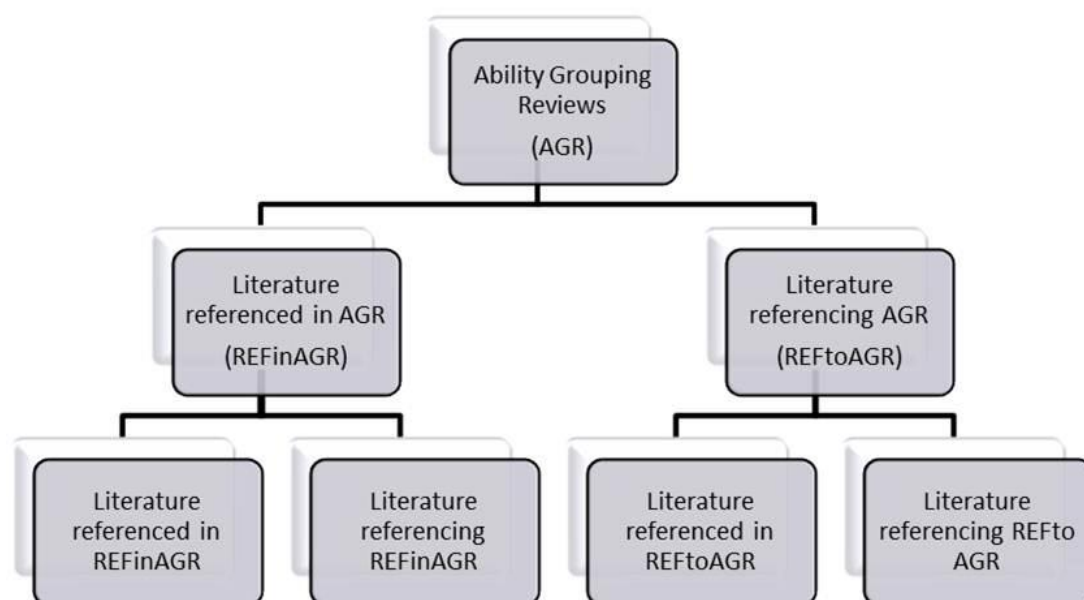 Ability Grouping
Reviews
(AGR)
Literature
referenced in AGR
(REFinAGR)
Literature
referencing AGR
(REFtoAGR)
Literature
referenced in
REFinAGR
Literature
referencing
REFinAGR
Literature
referenced in
REFtoAGR
Literature
referencing REFto
AGR